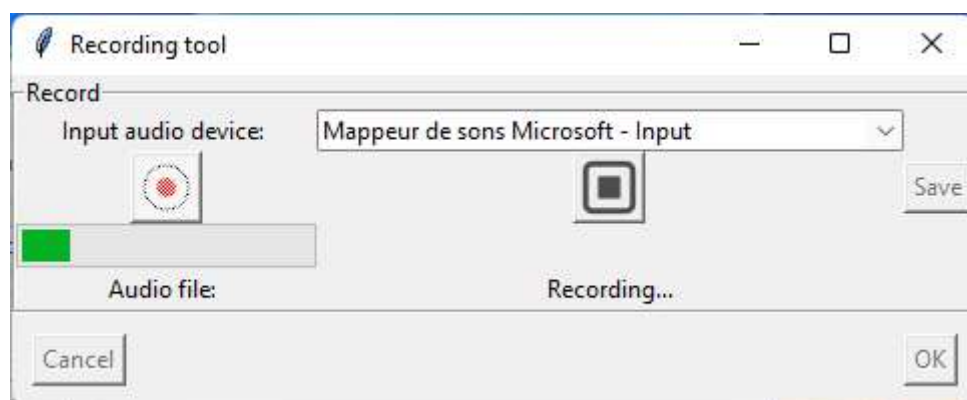 Recording tool
Record
Input audio device: Mappeur de sons Microsoft - Input
Save
Audio file: Recording...
Cancel OK